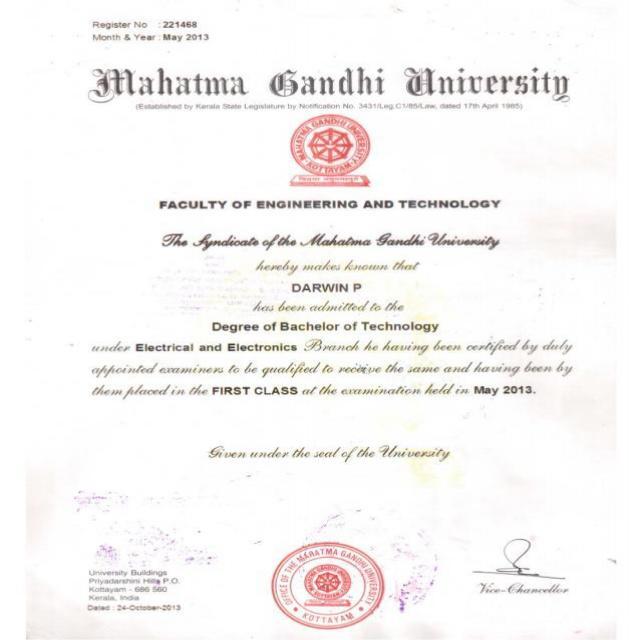 Register No : 221468
Month & Year : May 2013
Mahatma Gandhi University
(Established by Kerala State Legislature by Notification No. 3431/Leg.C1/85/Law, dated 17th April 1985)
MAHATMA GANDHI UNIVERSITY
KOTTAYAM
FACULTY OF ENGINEERING AND TECHNOLOGY
The Syndicate of the Mahatma Gandhi University
hereby makes known that
DARWIN P
has been admitted to the
Degree of Bachelor of Technology
under Electrical and Electronics Branch he having been certified by duly
appointed examiners to be qualified to receive the same and having been by
them placed in the FIRST CLASS at the examination held in May 2013.
Given under the seal of the University
University Buildings
Priyadarshini Hills P.O.
Kottayam - 686 560
Kerala, India
Dated : 24-October-2013
OFFICE OF THE MAHATMA GANDHI UNIVERSITY
KOTTAYAM
Vice-Chancellor